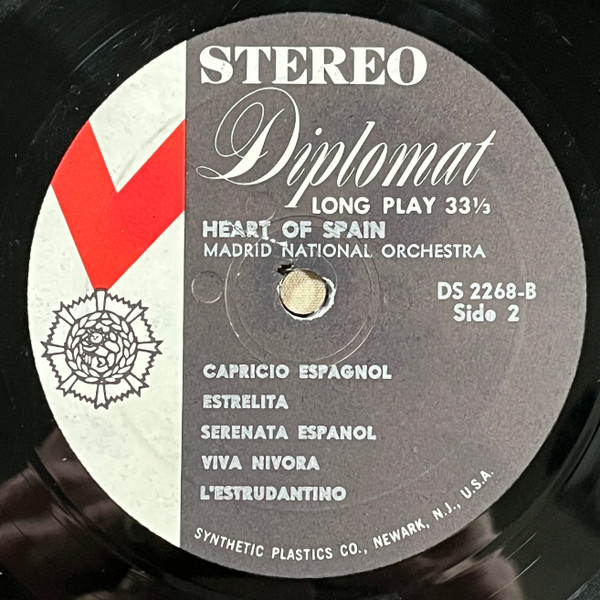 STEREO
Diplomat
LONG PLAY 33⅓
HEART OF SPAIN
MADRID NATIONAL ORCHESTRA
DS 2268-B
Side 2
CAPRICIO ESPAGNOL
ESTRELITA
SERENATA ESPANOL
VIVA NIVORA
L'ESTRUDANTINO
SYNTHETIC PLASTICS CO., NEWARK, N.J., U.S.A.